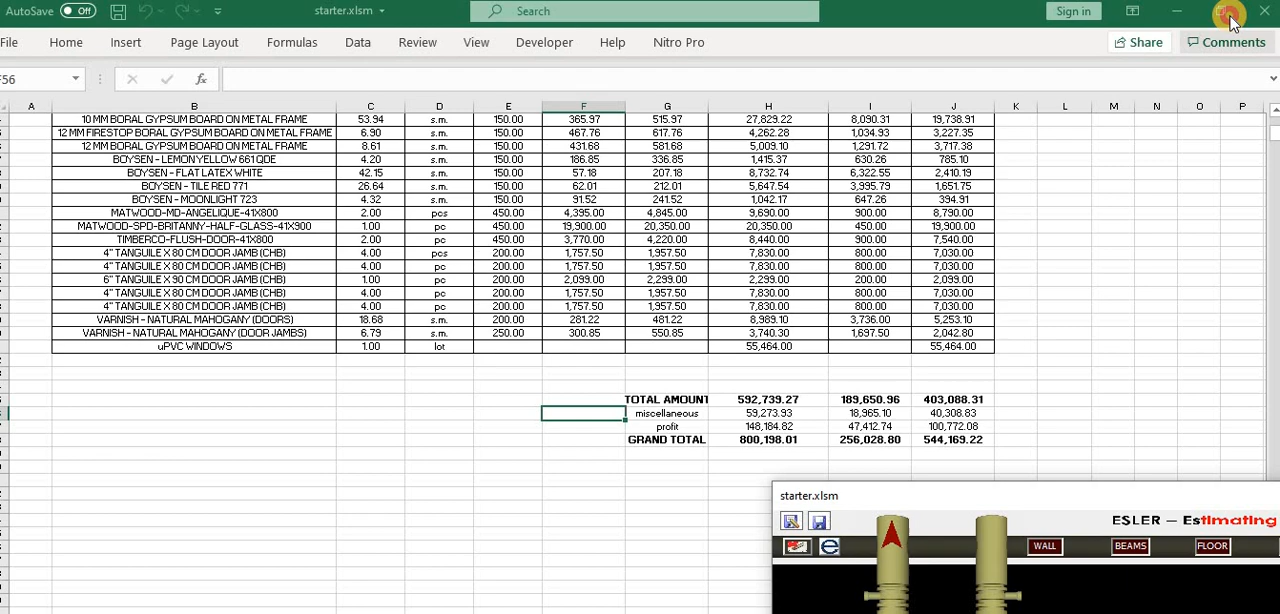 AutoSave Off starter.xlsm Search Sign in
File Home Insert Page Layout Formulas Data Review View Developer Help Nitro Pro Share Comments
F56 fx
A B C D E F G H I J K L M N O P
10 MM BORAL GYPSUM BOARD ON METAL FRAME 53.94 s.m. 150.00 365.97 515.97 27,829.22 8,090.31 19,738.91
12 MM FIRESTOP BORAL GYPSUM BOARD ON METAL FRAME 6.90 s.m. 150.00 467.76 617.76 4,262.28 1,034.93 3,227.35
12 MM BORAL GYPSUM BOARD ON METAL FRAME 8.61 s.m. 150.00 431.68 581.68 5,009.10 1,291.72 3,717.38
BOYSEN - LEMON YELLOW 661 QDE 4.20 s.m. 150.00 186.85 336.85 1,415.37 630.26 785.10
BOYSEN - FLAT LATEX WHITE 42.15 s.m. 150.00 57.18 207.18 8,732.74 6,322.55 2,410.19
BOYSEN - TILE RED 771 26.64 s.m. 150.00 62.01 212.01 5,647.54 3,995.79 1,651.75
BOYSEN - MOONLIGHT 723 4.32 s.m. 150.00 91.52 241.52 1,042.17 647.26 394.91
MATWOOD-MD-ANGELIQUE-41X800 2.00 pcs 450.00 4,395.00 4,845.00 9,690.00 900.00 8,790.00
MATWOOD-SPD-BRITANNY-HALF-GLASS-41X900 1.00 pc 450.00 19,900.00 20,350.00 20,350.00 450.00 19,900.00
TIMBERCO-FLUSH-DOOR-41X800 2.00 pc 450.00 3,770.00 4,220.00 8,440.00 900.00 7,540.00
4" TANGUILE X 80 CM DOOR JAMB (CHB) 4.00 pcs 200.00 1,757.50 1,957.50 7,830.00 800.00 7,030.00
4" TANGUILE X 80 CM DOOR JAMB (CHB) 4.00 pc 200.00 1,757.50 1,957.50 7,830.00 800.00 7,030.00
6" TANGUILE X 90 CM DOOR JAMB (CHB) 1.00 pc 200.00 2,099.00 2,299.00 2,299.00 200.00 2,099.00
4" TANGUILE X 80 CM DOOR JAMB (CHB) 4.00 pc 200.00 1,757.50 1,957.50 7,830.00 800.00 7,030.00
4" TANGUILE X 80 CM DOOR JAMB (CHB) 4.00 pc 200.00 1,757.50 1,957.50 7,830.00 800.00 7,030.00
VARNISH - NATURAL MAHOGANY (DOORS) 18.68 s.m. 200.00 281.22 481.22 8,989.10 3,736.00 5,253.10
VARNISH - NATURAL MAHOGANY (DOOR JAMBS) 6.79 s.m. 250.00 300.85 550.85 3,740.30 1,697.50 2,042.80
uPVC WINDOWS 1.00 lot 55,464.00 55,464.00
TOTAL AMOUNT 592,739.27 189,650.96 403,088.31
miscellaneous 59,273.93 18,965.10 40,308.83
profit 148,184.82 47,412.74 100,772.08
GRAND TOTAL 800,198.01 256,028.80 544,169.22
starter.xlsm
ESLER – Estimating
WALL BEAMS FLOOR